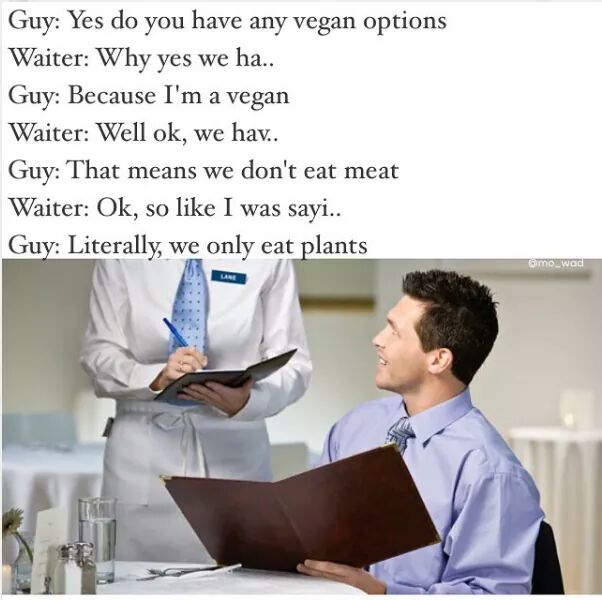 Guy: Yes do you have any vegan options
Waiter: Why yes we ha..
Guy: Because I'm a vegan
Waiter: Well ok, we hav..
Guy: That means we don't eat meat
Waiter: Ok, so like I was sayi..
Guy: Literally, we only eat plants
@mo_wad
LANE